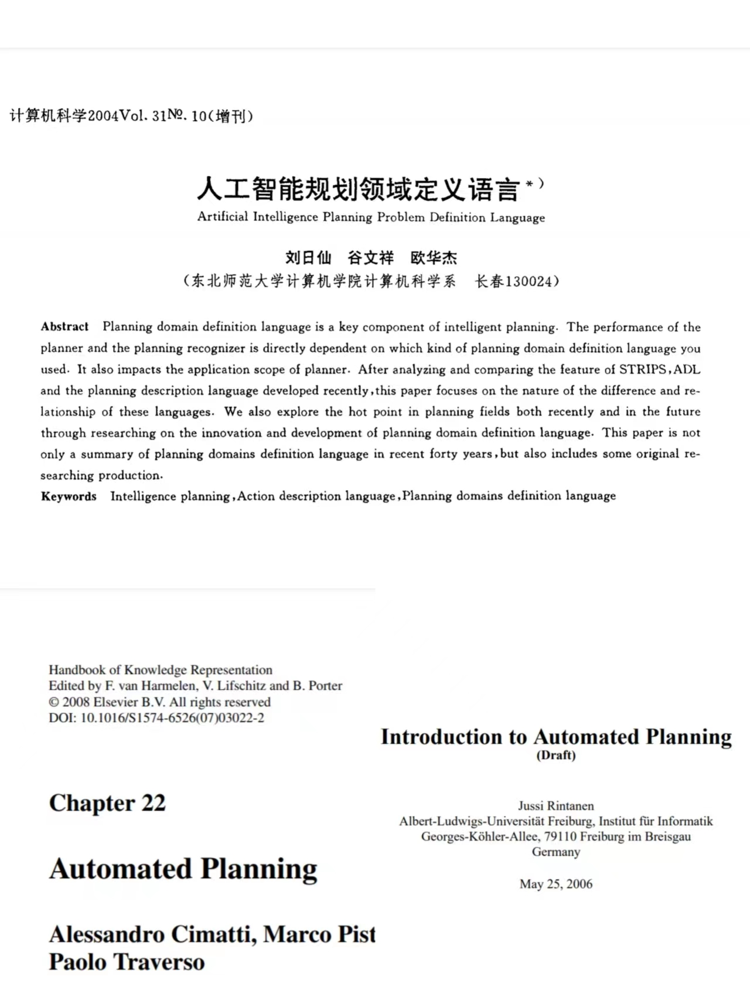 计算机科学2004Vol. 31№. 10(增刊)
人工智能规划领域定义语言*)
Artificial Intelligence Planning Problem Definition Language
刘日仙 谷文祥 欧华杰
(东北师范大学计算机学院计算机科学系 长春130024)
Abstract Planning domain definition language is a key component of intelligent planning. The performance of the
planner and the planning recognizer is directly dependent on which kind of planning domain definition language you
used. It also impacts the application scope of planner. After analyzing and comparing the feature of STRIPS,ADL
and the planning description language developed recently,this paper focuses on the nature of the difference and re-
lationship of these languages. We also explore the hot point in planning fields both recently and in the future
through researching on the innovation and development of planning domain definition language. This paper is not
only a summary of planning domains definition language in recent forty years,but also includes some original re-
searching production.
Keywords Intelligence planning,Action description language,Planning domains definition language
Handbook of Knowledge Representation
Edited by F. van Harmelen, V. Lifschitz and B. Porter
© 2008 Elsevier B.V. All rights reserved
DOI: 10.1016/S1574-6526(07)03022-2
Chapter 22
Automated Planning
Alessandro Cimatti, Marco Pist
Paolo Traverso
Introduction to Automated Planning
(Draft)
Jussi Rintanen
Albert-Ludwigs-Universität Freiburg, Institut für Informatik
Georges-Köhler-Allee, 79110 Freiburg im Breisgau
Germany
May 25, 2006